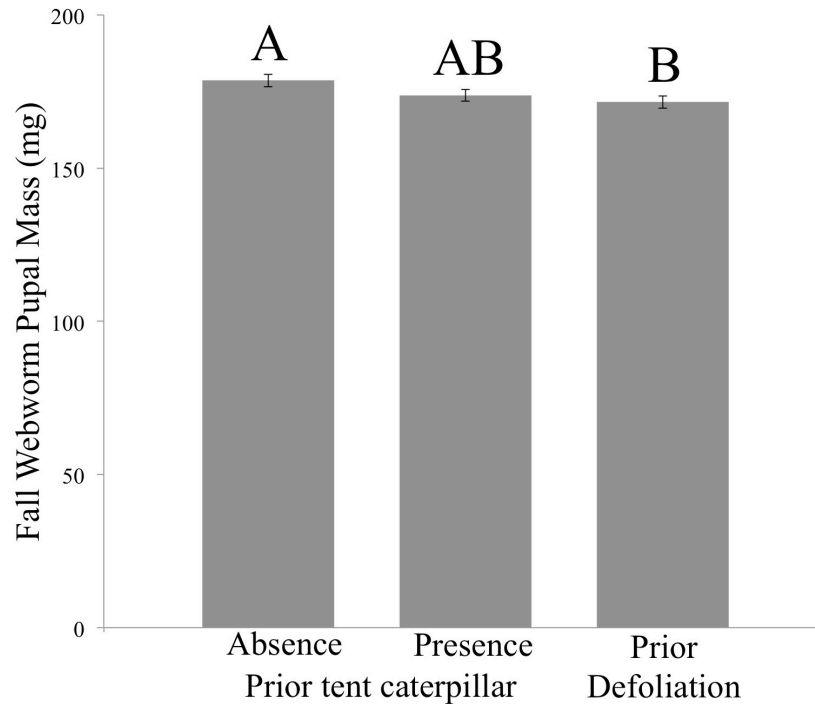 200
150
100
50
0
Fall Webworm Pupal Mass (mg)
A
AB
B
Absence
Presence
Prior tent caterpillar
Prior
Defoliation